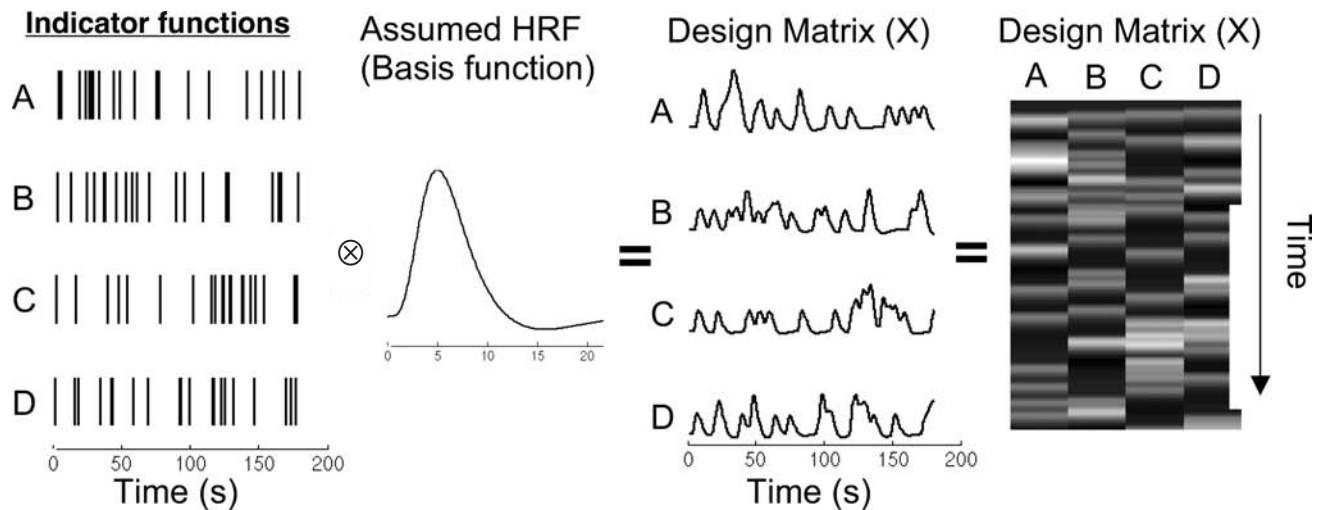 Indicator functions
A
B
C
D
0 50 100 150 200
Time (s)
Assumed HRF
(Basis function)
⊗
0 5 10 15 20
=
Design Matrix (X)
A
B
C
D
0 50 100 150 200
Time (s)
=
Design Matrix (X)
A B C D
Time